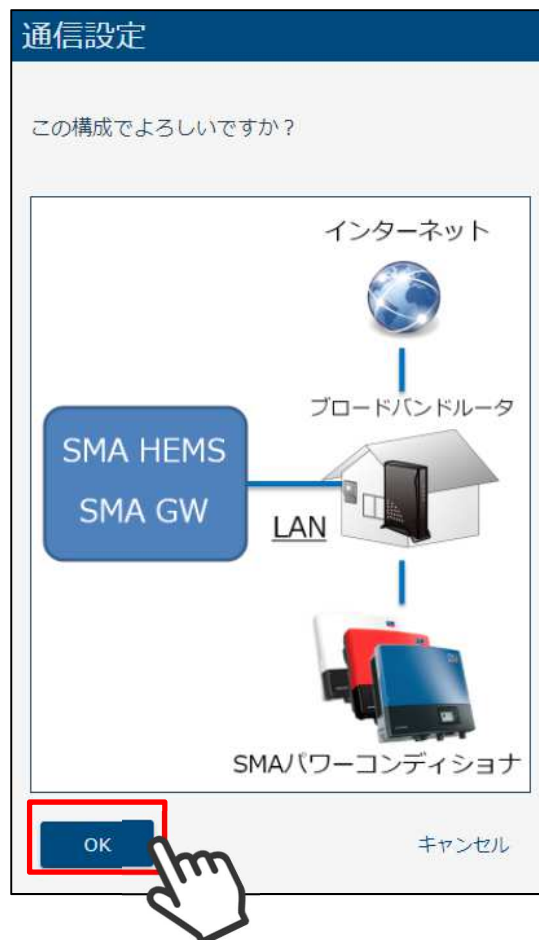 通信設定
この構成でよろしいですか？
インターネット
ブロードバンドルータ
SMA HEMS
SMA GW
LAN
SMAパワーコンディショナ
OK
キャンセル